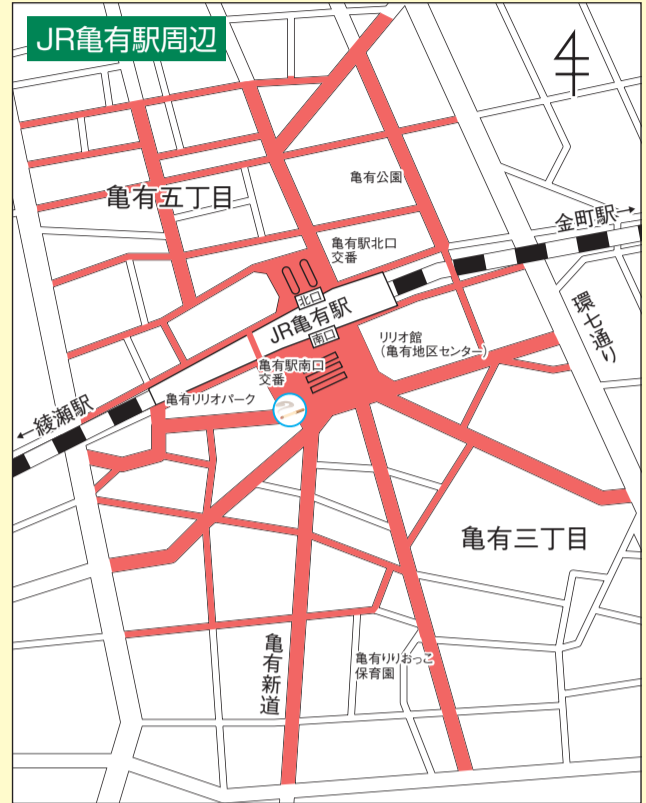 JR亀有駅周辺
亀有公園
亀有五丁目
金町駅→
亀有駅北口
交番
北口
JR亀有駅
南口
環七通り
リリオ館
（亀有地区センター）
亀有駅南口
交番
亀有リリオパーク
←綾瀬駅
亀有三丁目
亀有新道
亀有りりおっこ
保育園